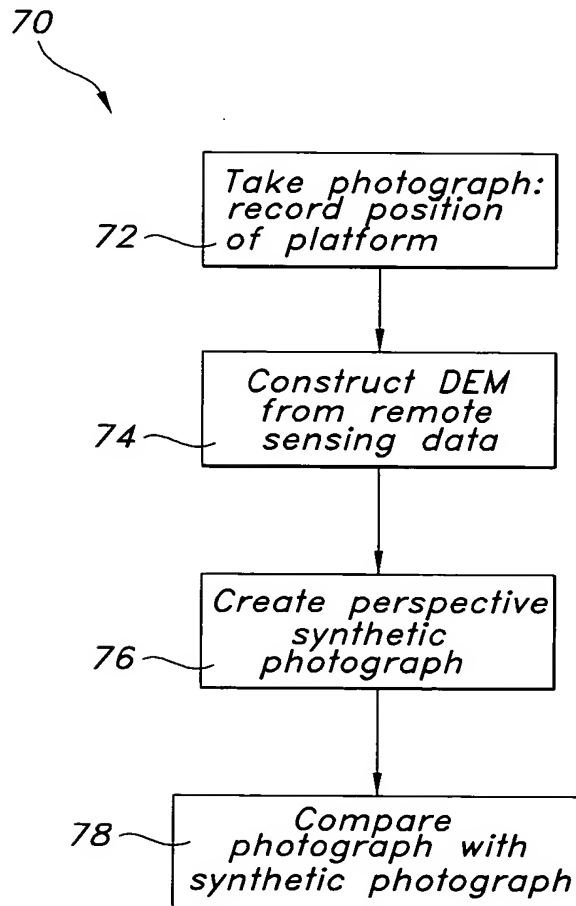 70
Take photograph:
record position
of platform
72
Construct DEM
from remote
sensing data
74
Create perspective
synthetic
photograph
76
Compare
photograph with
synthetic photograph
78